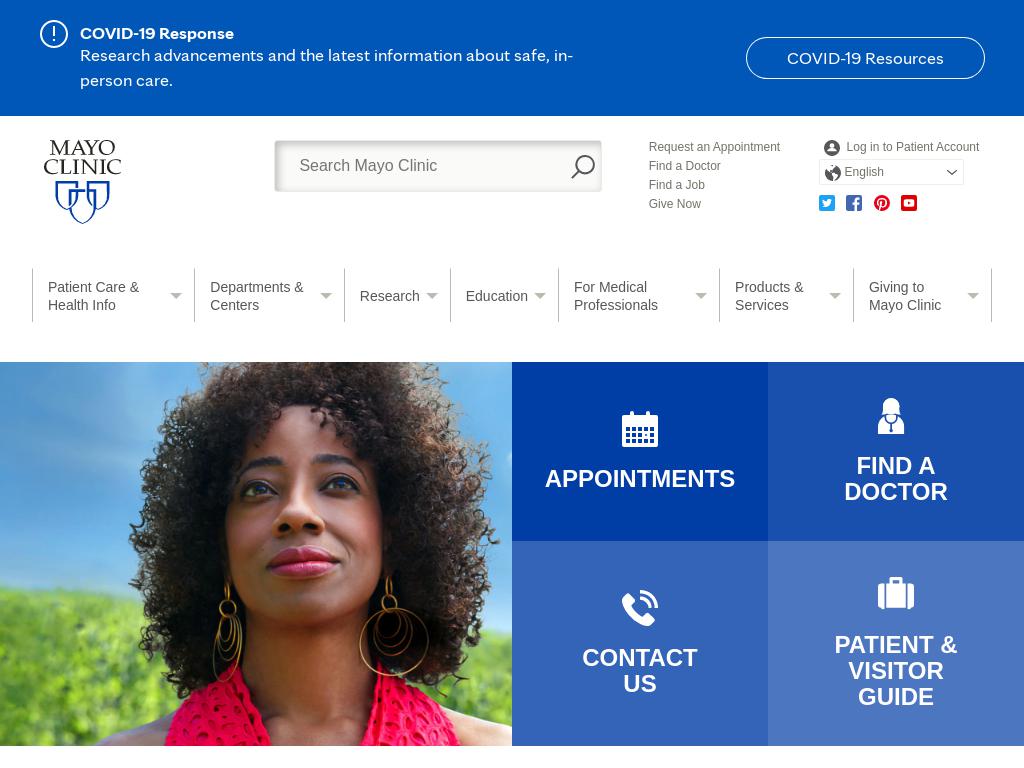 COVID-19 Response
Research advancements and the latest information about safe, in-
person care.
COVID-19 Resources
MAYO
CLINIC
Search Mayo Clinic
Request an Appointment
Find a Doctor
Find a Job
Give Now
Log in to Patient Account
English
Patient Care &
Health Info
Departments &
Centers
Research
Education
For Medical
Professionals
Products &
Services
Giving to
Mayo Clinic
APPOINTMENTS
FIND A
DOCTOR
CONTACT
US
PATIENT &
VISITOR
GUIDE